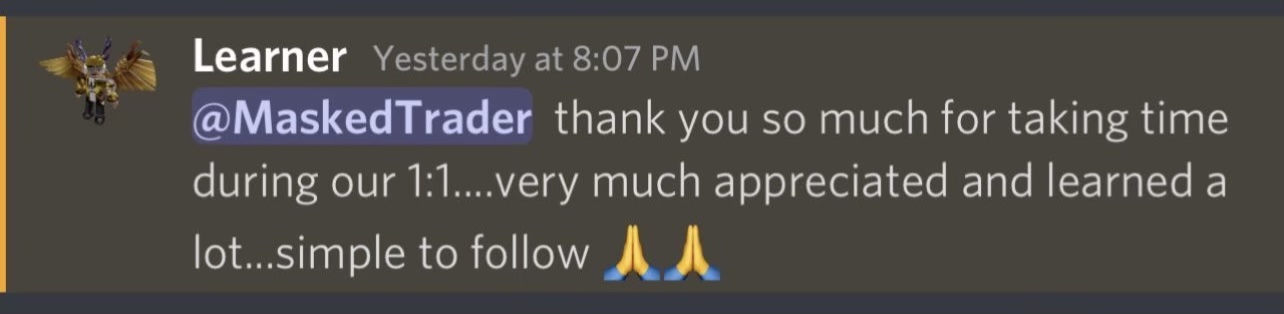 Learner Yesterday at 8:07 PM
@MaskedTrader thank you so much for taking time
during our 1:1....very much appreciated and learned a
lot...simple to follow 🙏🙏